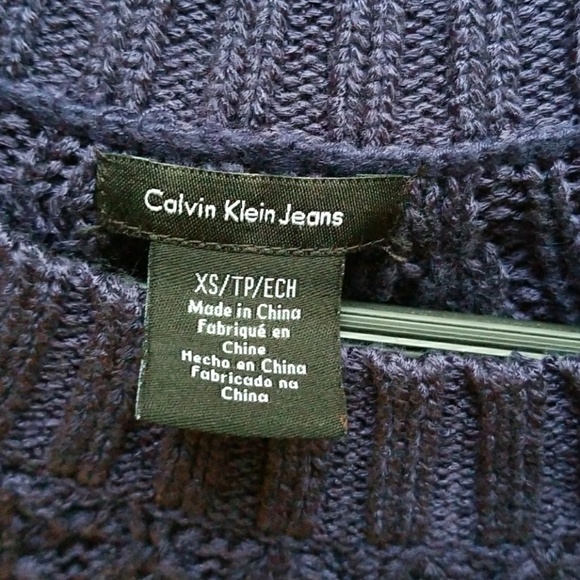 Calvin Klein Jeans
XS/TP/ECH
Made in China
Fabriqué en
Chine
Hecho en China
Fabricado na
China